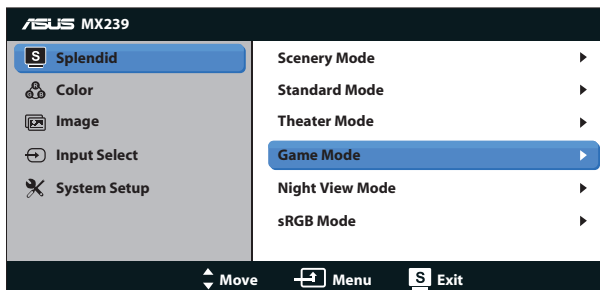 ASUS MX239
S Splendid
Color
Image
Input Select
System Setup
Scenery Mode
Standard Mode
Theater Mode
Game Mode
Night View Mode
sRGB Mode
Move Menu S Exit